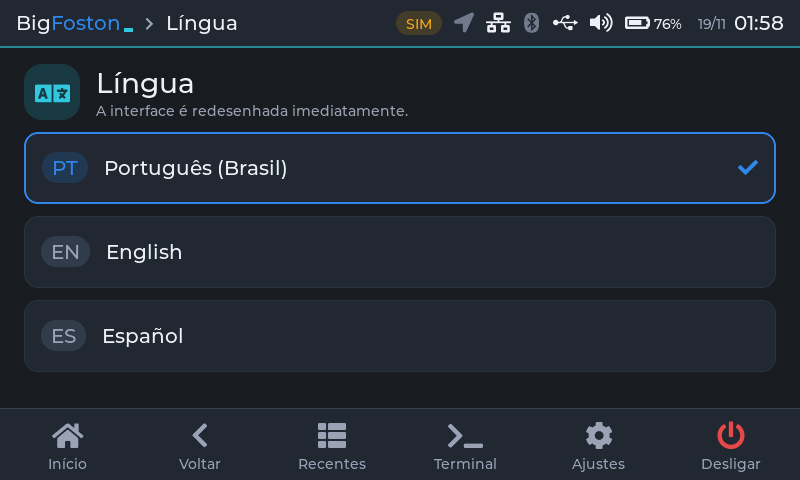 BigFoston_ > Língua SIM 76% 19/11 01:58
Língua
A interface é redesenhada imediatamente.
PT Português (Brasil)
EN English
ES Español
Início Voltar Recentes Terminal Ajustes Desligar